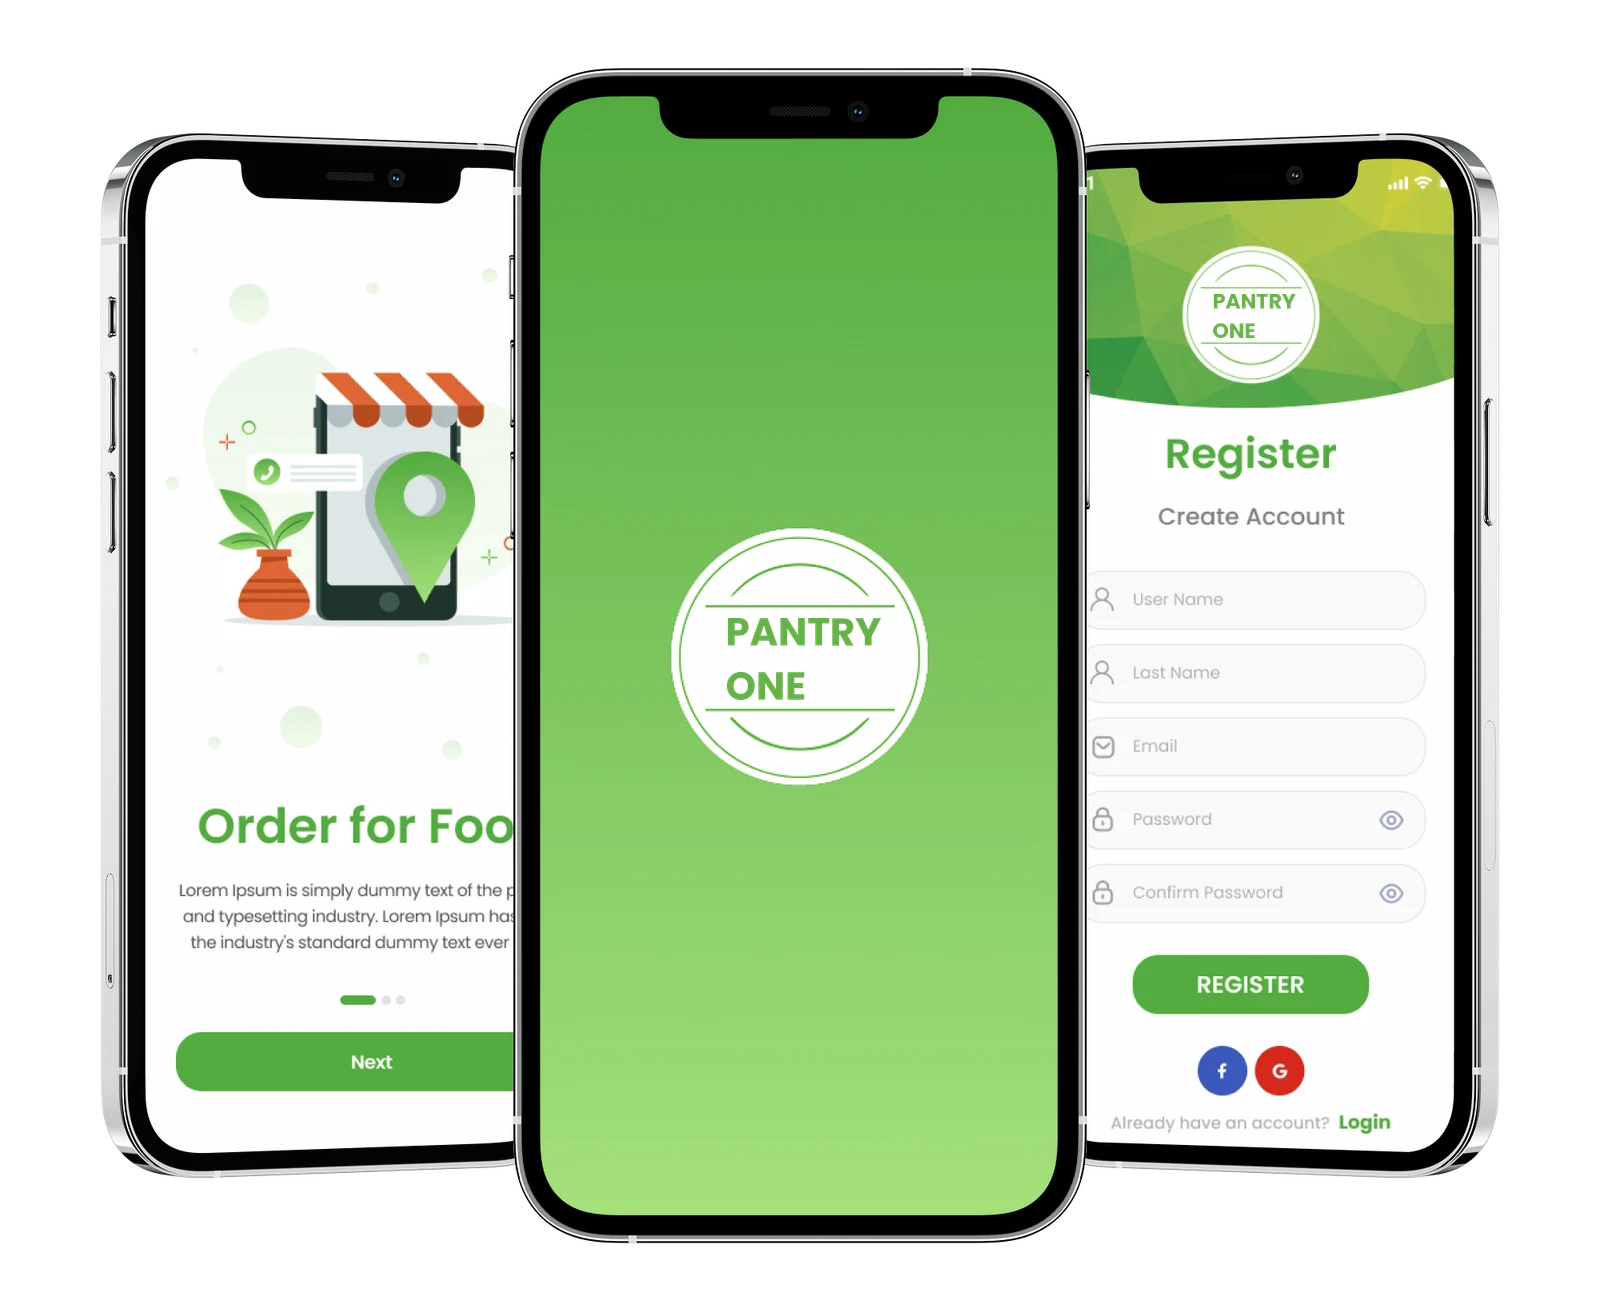 Order for Foo
Lorem Ipsum is simply dummy text of the p
and typesetting industry. Lorem Ipsum has
the industry's standard dummy text ever
Next
PANTRY
ONE
1
PANTRY
ONE
Register
Create Account
User Name
Last Name
Email
Password
Confirm Password
REGISTER
f G
Already have an account? Login